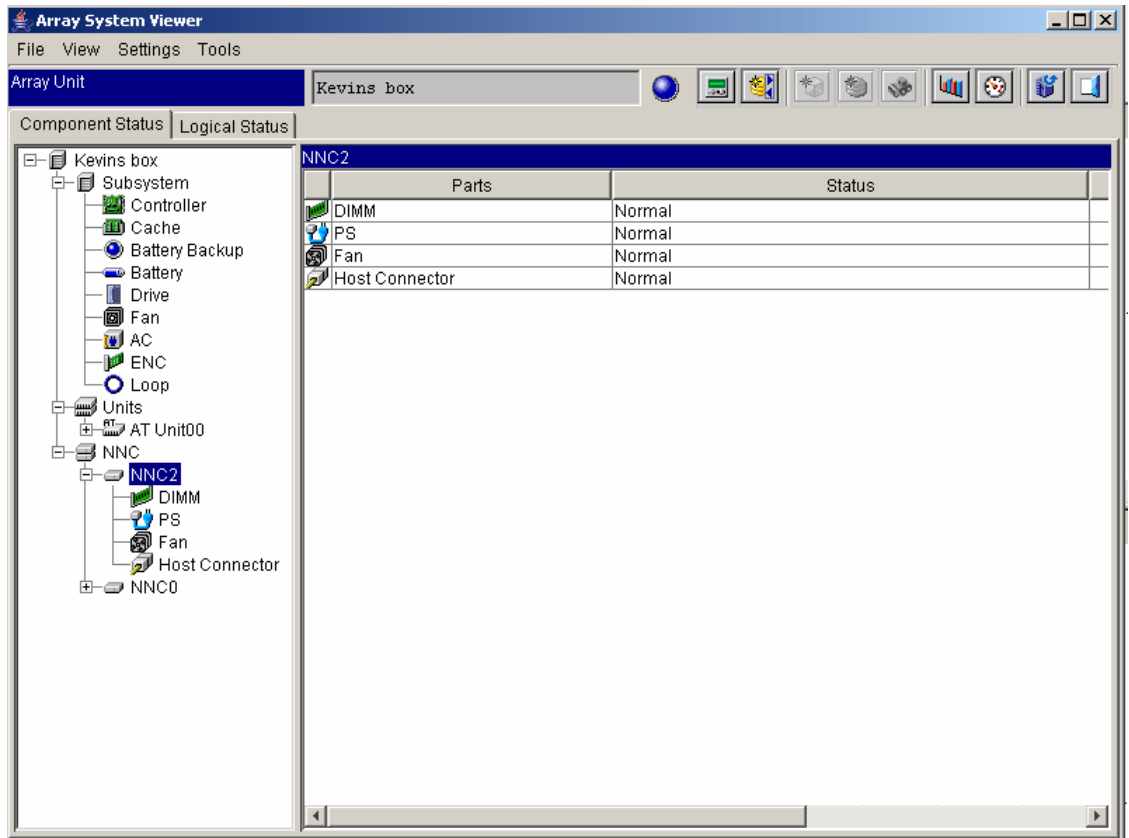 Array System Viewer
File View Settings Tools
Array Unit
Kevins box
Component Status
Logical Status
Kevins box
Subsystem
Controller
Cache
Battery Backup
Battery
Drive
Fan
AC
ENC
Loop
Units
AT Unit00
NNC
NNC2
DIMM
PS
Fan
Host Connector
NNC0
NNC2
Parts Status
DIMM Normal
PS Normal
Fan Normal
Host Connector Normal